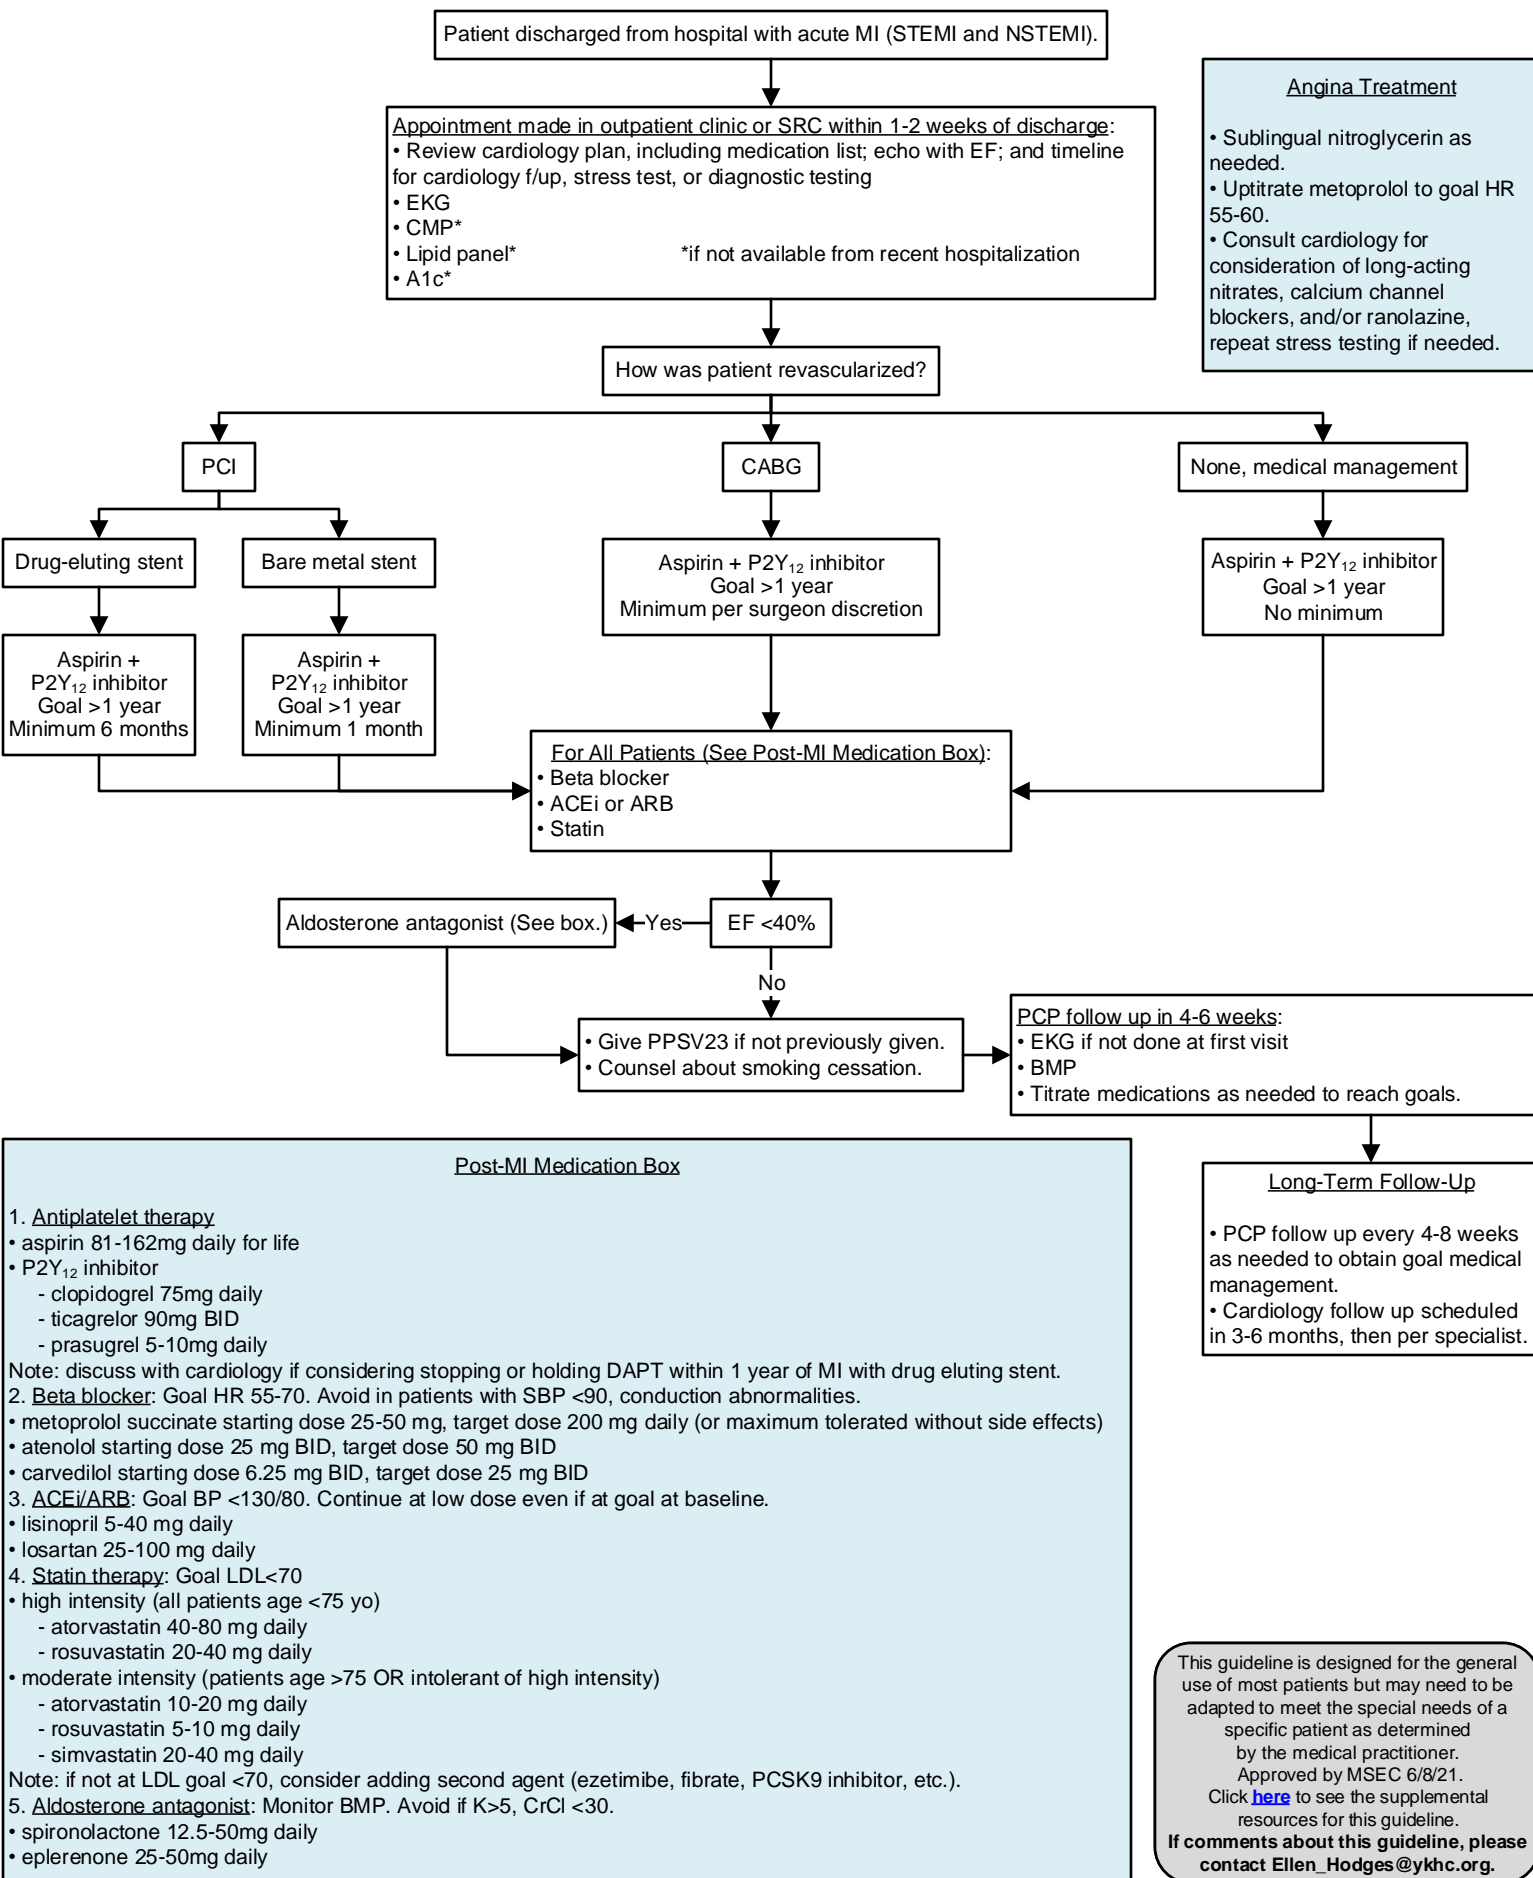 Patient discharged from hospital with acute MI (STEMI and NSTEMI).
Appointment made in outpatient clinic or SRC within 1-2 weeks of discharge:
• Review cardiology plan, including medication list; echo with EF; and timeline
for cardiology f/up, stress test, or diagnostic testing
• EKG
• CMP*
• Lipid panel* *if not available from recent hospitalization
• A1c*
Angina Treatment
• Sublingual nitroglycerin as
needed.
• Uptitrate metoprolol to goal HR
55-60.
• Consult cardiology for
consideration of long-acting
nitrates, calcium channel
blockers, and/or ranolazine,
repeat stress testing if needed.
How was patient revascularized?
PCI
CABG
None, medical management
Drug-eluting stent
Bare metal stent
Aspirin + P2Y₁₂ inhibitor
Goal >1 year
Minimum per surgeon discretion
Aspirin + P2Y₁₂ inhibitor
Goal >1 year
No minimum
Aspirin +
P2Y₁₂ inhibitor
Goal >1 year
Minimum 6 months
Aspirin +
P2Y₁₂ inhibitor
Goal >1 year
Minimum 1 month
For All Patients (See Post-MI Medication Box):
• Beta blocker
• ACEi or ARB
• Statin
Aldosterone antagonist (See box.)
Yes
EF <40%
No
• Give PPSV23 if not previously given.
• Counsel about smoking cessation.
PCP follow up in 4-6 weeks:
• EKG if not done at first visit
• BMP
• Titrate medications as needed to reach goals.
Long-Term Follow-Up
• PCP follow up every 4-8 weeks
as needed to obtain goal medical
management.
• Cardiology follow up scheduled
in 3-6 months, then per specialist.
Post-MI Medication Box
1. Antiplatelet therapy
• aspirin 81-162mg daily for life
• P2Y₁₂ inhibitor
- clopidogrel 75mg daily
- ticagrelor 90mg BID
- prasugrel 5-10mg daily
Note: discuss with cardiology if considering stopping or holding DAPT within 1 year of MI with drug eluting stent.
2. Beta blocker: Goal HR 55-70. Avoid in patients with SBP <90, conduction abnormalities.
• metoprolol succinate starting dose 25-50 mg, target dose 200 mg daily (or maximum tolerated without side effects)
• atenolol starting dose 25 mg BID, target dose 50 mg BID
• carvedilol starting dose 6.25 mg BID, target dose 25 mg BID
3. ACEi/ARB: Goal BP <130/80. Continue at low dose even if at goal at baseline.
• lisinopril 5-40 mg daily
• losartan 25-100 mg daily
4. Statin therapy: Goal LDL<70
• high intensity (all patients age <75 yo)
- atorvastatin 40-80 mg daily
- rosuvastatin 20-40 mg daily
• moderate intensity (patients age >75 OR intolerant of high intensity)
- atorvastatin 10-20 mg daily
- rosuvastatin 5-10 mg daily
- simvastatin 20-40 mg daily
Note: if not at LDL goal <70, consider adding second agent (ezetimibe, fibrate, PCSK9 inhibitor, etc.).
5. Aldosterone antagonist: Monitor BMP. Avoid if K>5, CrCl <30.
• spironolactone 12.5-50mg daily
• eplerenone 25-50mg daily
This guideline is designed for the general
use of most patients but may need to be
adapted to meet the special needs of a
specific patient as determined
by the medical practitioner.
Approved by MSEC 6/8/21.
Click here to see the supplemental
resources for this guideline.
If comments about this guideline, please
contact Ellen_Hodges@ykhc.org.